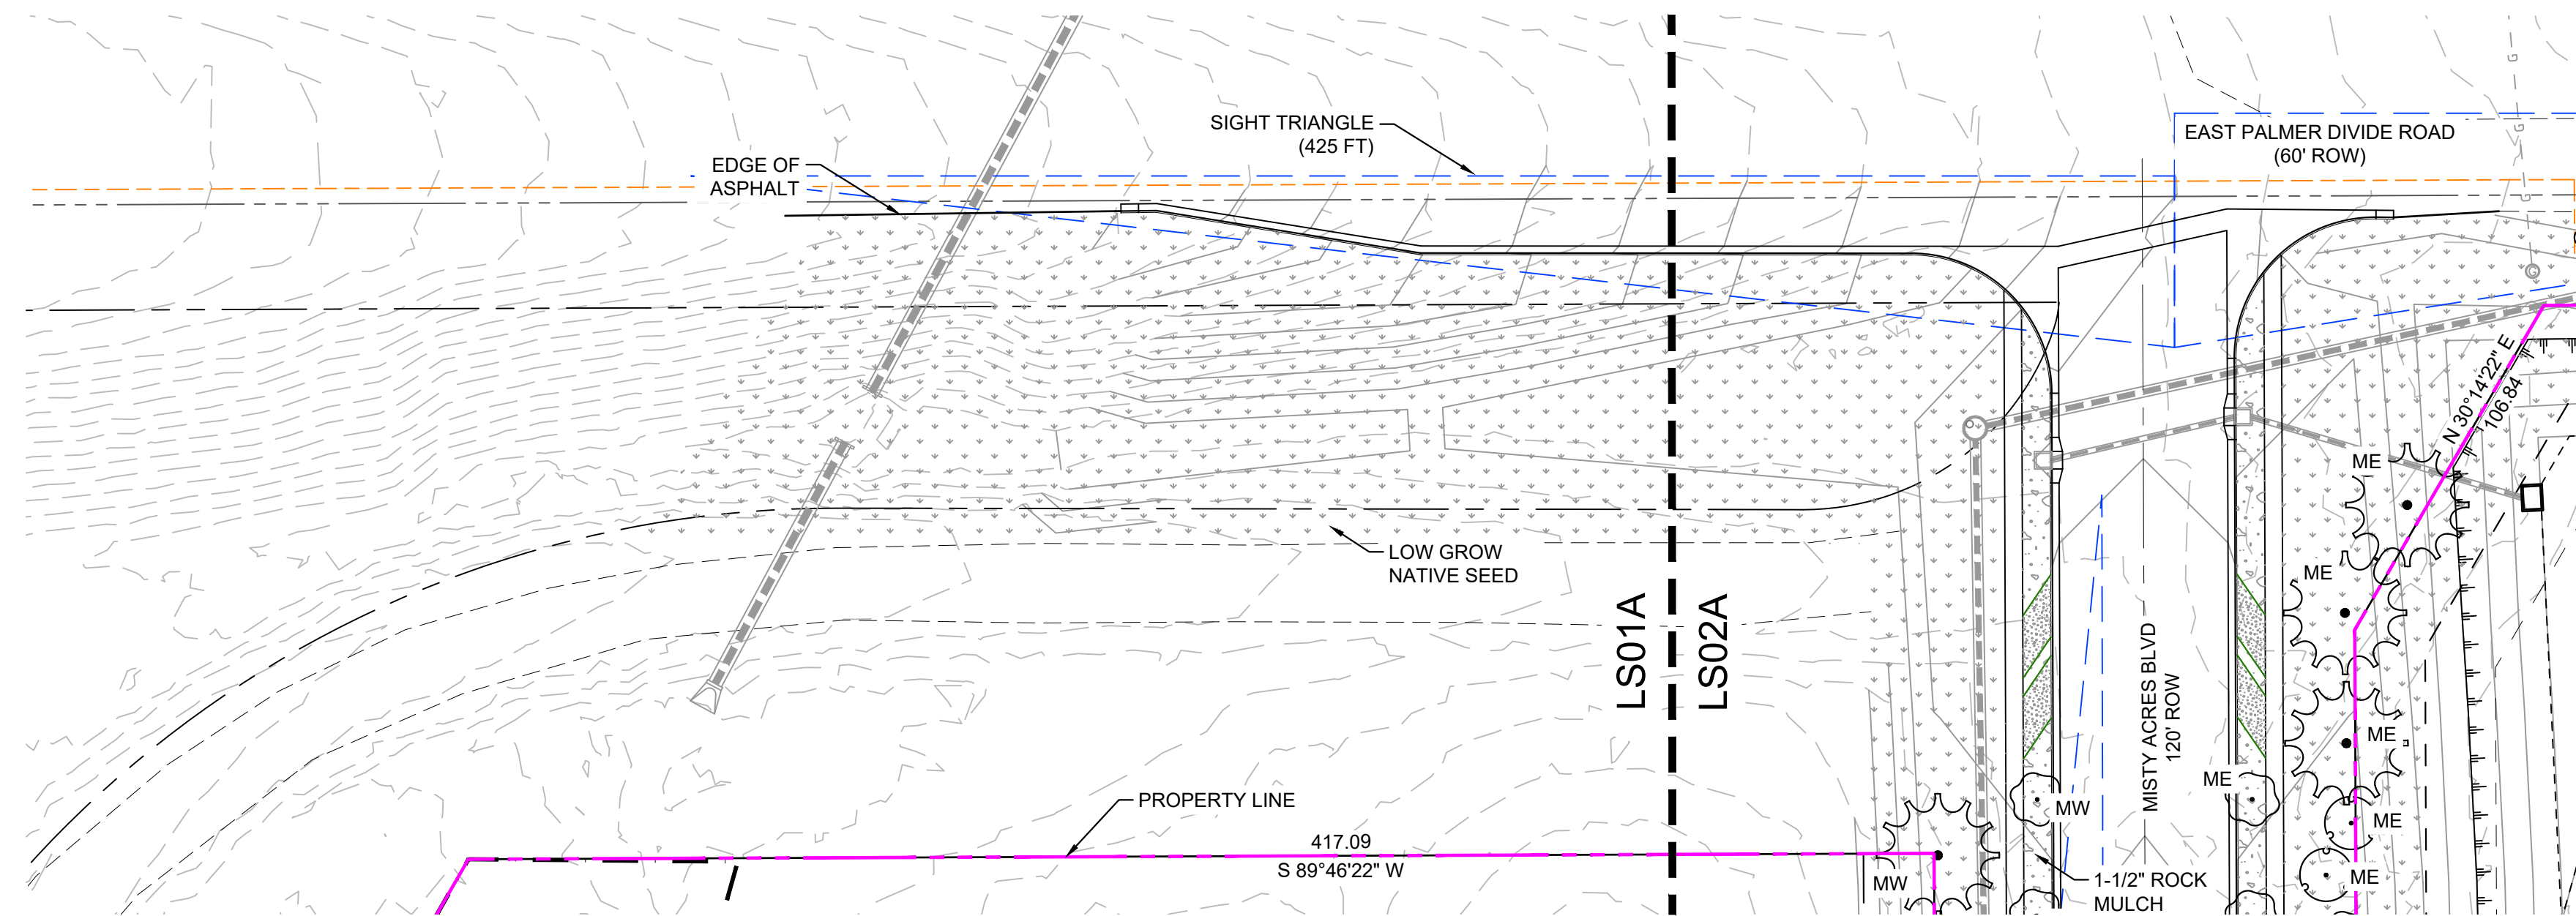 SIGHT TRIANGLE
(425 FT)
EDGE OF
ASPHALT
EAST PALMER DIVIDE ROAD
(60' ROW)
G
G
N 30°14'22" E
106.84
ME
ME
LOW GROW
NATIVE SEED
LS01A
LS02A
MISTY ACRES BLVD
120' ROW
ME
ME
MW
ME
PROPERTY LINE
417.09
S 89°46'22" W
MW
1-1/2" ROCK
MULCH
ME